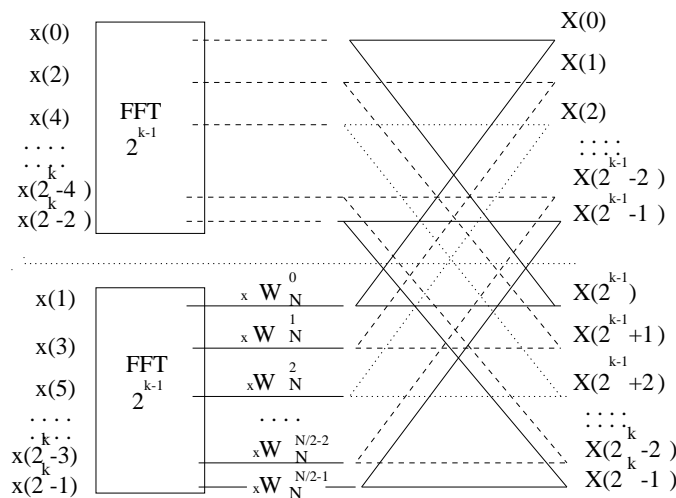 x(0)
x(2)
x(4)
. . . .
. . . .
x(2^k-4 )
x(2^k-2 )
FFT
2^k-1
X(0)
X(1)
X(2)
. . . .
. . . .
X(2^k-1-2 )
X(2^k-1-1 )
x(1)
x(3)
x(5)
. . . .
. . . .
x(2^k-3)
x(2^k-1)
FFT
2^k-1
x W_N^0
x W_N^1
x W_N^2
. . . .
x W_N^N/2-2
x W_N^N/2-1
X(2^k-1)
X(2^k-1+1)
X(2^k-1+2)
. . . .
. . . .
X(2^k-2 )
X(2^k-1 )